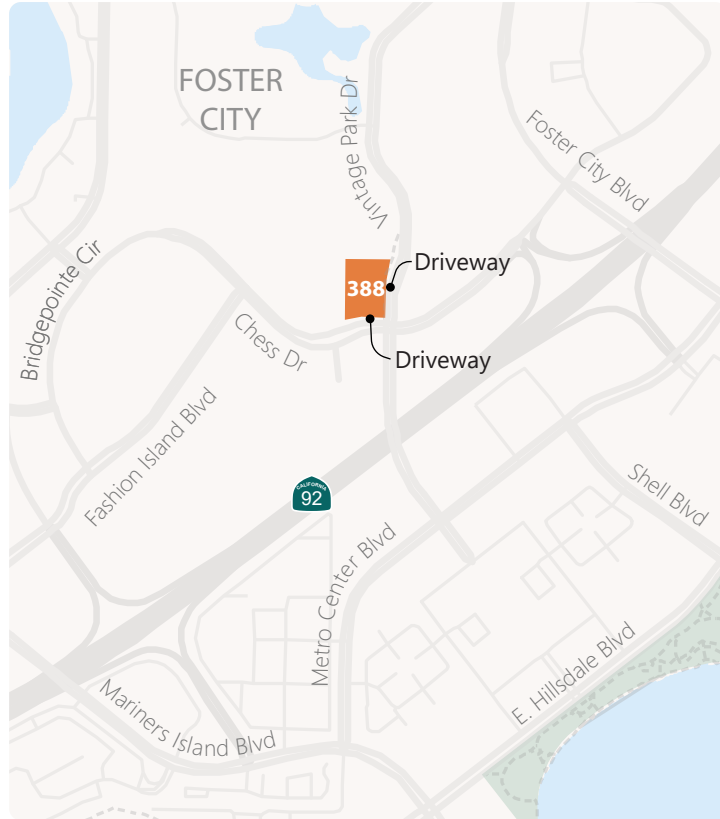 FOSTER
CITY
Vintage Park Dr
Foster City Blvd
Bridgepointe Cir
Driveway
388
Chess Dr
Driveway
Fashion Island Blvd
CALIFORNIA
92
Shell Blvd
Metro Center Blvd
E. Hillsdale Blvd
Mariners Island Blvd